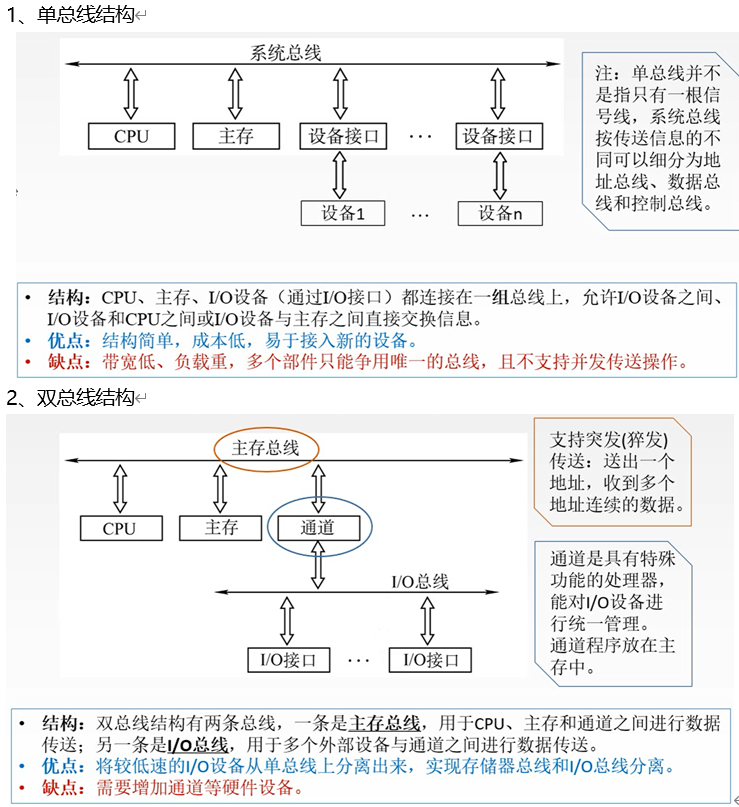 1、单总线结构
系统总线
CPU
主存
设备接口
···
设备接口
设备1
···
设备n
注：单总线并不
是指只有一根信
号线，系统总线
按传送信息的不
同可以细分为地
址总线、数据总
线和控制总线。
• 结构：CPU、主存、I/O设备（通过I/O接口）都连接在一组总线上，允许I/O设备之间、
I/O设备和CPU之间或I/O设备与主存之间直接交换信息。
• 优点：结构简单，成本低，易于接入新的设备。
• 缺点：带宽低、负载重，多个部件只能争用唯一的总线，且不支持并发传送操作。
2、双总线结构
主存总线
CPU
主存
通道
I/O总线
I/O接口
···
I/O接口
支持突发(猝发)
传送：送出一个
地址，收到多个
地址连续的数据。
通道是具有特殊
功能的处理器，
能对I/O设备进
行统一管理。
通道程序放在主
存中。
• 结构：双总线结构有两条总线，一条是主存总线，用于CPU、主存和通道之间进行数据
传送；另一条是I/O总线，用于多个外部设备与通道之间进行数据传送。
• 优点：将较低速的I/O设备从单总线上分离出来，实现存储器总线和I/O总线分离。
• 缺点：需要增加通道等硬件设备。